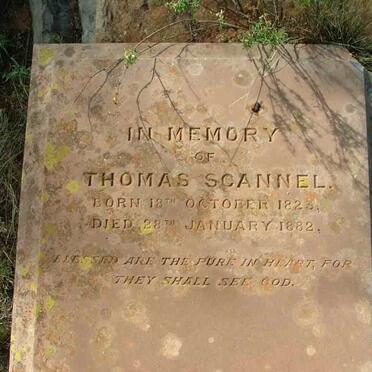 IN MEMORY
OF
THOMAS SCANNEL.
BORN 18TH OCTOBER 1823,
DIED 28TH JANUARY 1882.
BLESSED ARE THE PURE IN HEART, FOR
THEY SHALL SEE GOD.